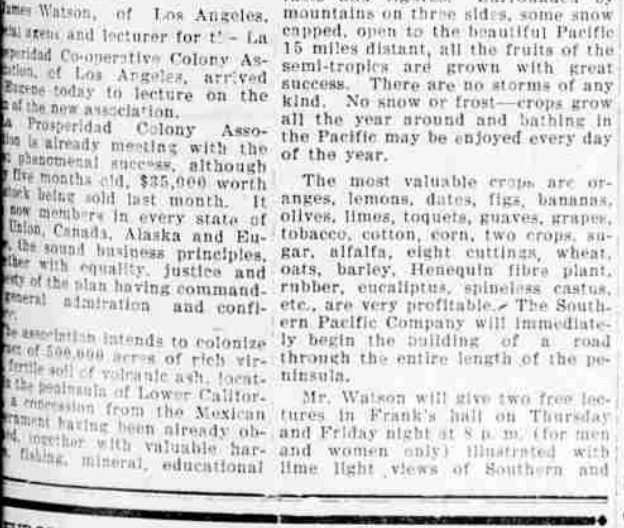 James Watson, of Los Angeles,
cial agent and lecturer for t' - La
speridad Co-operative Colony As-
ation, of Los Angeles, arrived
Eugene today to lecture on the
s of the new association.
a Prosperidad Colony Asso-
tion is already meeting with the
t phenomenal success, although
y five months old, $35,000 worth
stock being sold last month. It
now members in every state of
Union, Canada, Alaska and Eu-
e, the sound business principles,
ether with equality, justice and
erty of the plan having command-
general admiration and confi-
he association intends to colonize
ract of 500,000 acres of rich vir-
fertile soil of volcanic ash, locat-
in the peninsula of Lower Califor-
a concession from the Mexican
ernment having been already ob-
ned, together with valuable har-
fishing, mineral, educational
mountains on three sides, some snow
capped, open to the beautiful Pacific
15 miles distant, all the fruits of the
semi-tropics are grown with great
success. There are no storms of any
kind. No snow or frost—crops grow
all the year around and bathing in
the Pacific may be enjoyed every day
of the year.
The most valuable crops are or-
anges, lemons, dates, figs, bananas,
olives, limes, toquets, guaves, grapes,
tobacco, cotton, corn, two crops, su-
gar, alfalfa, eight cuttings, wheat,
oats, barley, Henequin fibre plant,
rubber, eucaliptus, spineless castus,
etc., are very profitable. The South-
ern Pacific Company will immediate-
ly begin the building of a road
through the entire length of the pe-
ninsula.
Mr. Watson will give two free lec-
tures in Frank's hall on Thursday
and Friday night at 8 p. m. (for men
and women only) illustrated with
lime light views of Southern and